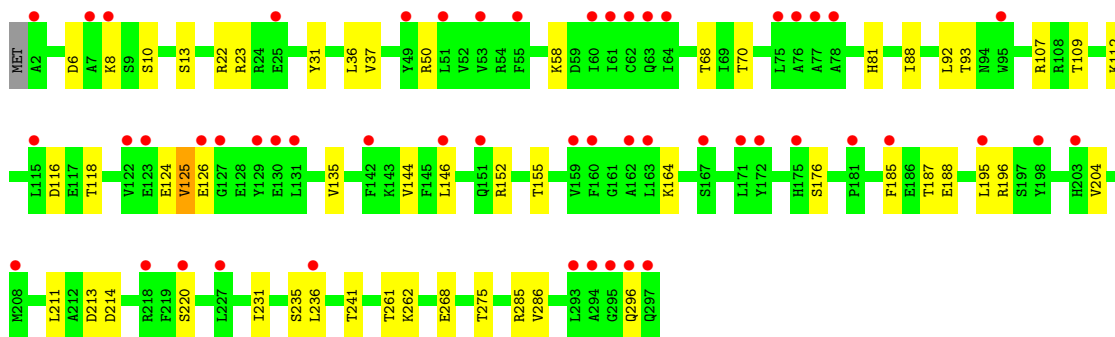 MET A2 D6 A7 K8 S9 S10 S13 R22 R23 R24 E25 Y31 L36 V37 Y49 R50 L51 V52 V53 R54 F55 K58 D59 I60 I61 C62 Q63 I64 T68 I69 T70 L75 A76 A77 A78 H81 I88 L92 T93 N94 W95 R107 R108 T109
L115 D116 E117 T118 V122 E123 E124 V125 E126 G127 E128 Y129 E130 L131 V135 F142 K143 V144 F145 L146 Q151 R152 T155 V159 F160 G161 A162 L163 K164 S167 L171 Y172 H175 S176 P181 F185 E186 T187 E188 L195 R196 S197 Y198 H203 V204
M208 L211 A212 D213 D214 R218 F219 S220 L227 I231 S235 L236 T241 T261 K262 E268 T275 R285 V286 L293 A294 G295 Q296 Q297